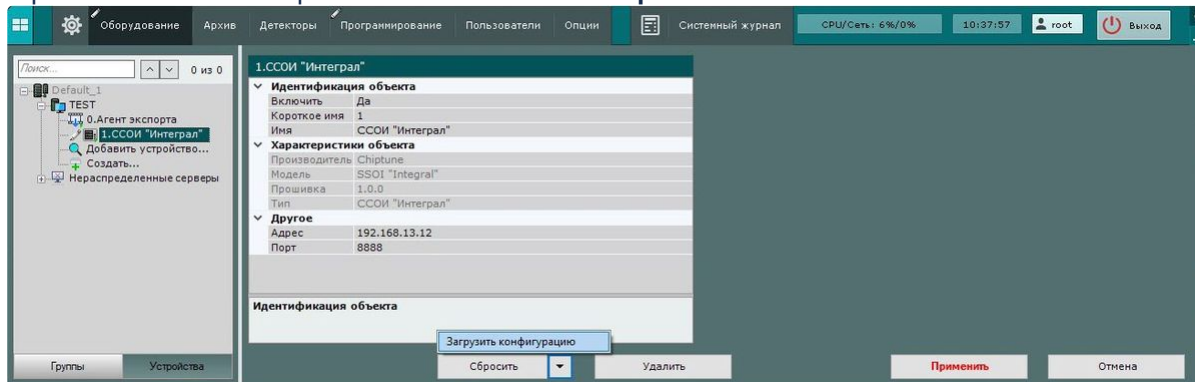 Оборудование Архив Детекторы Программирование Пользователи Опции Системный журнал CPU/Сеть: 6%/0% 10:37:57 root Выход
Поиск... 0 из 0
Default_1
TEST
0.Агент экспорта
1.ССОИ "Интеграл"
Добавить устройство...
Создать...
Нераспределенные серверы
Группы Устройства
1.ССОИ "Интеграл"
Идентификация объекта
Включить Да
Короткое имя 1
Имя ССОИ "Интеграл"
Характеристики объекта
Производитель Chiptune
Модель SSOI "Integral"
Прошивка 1.0.0
Тип ССОИ "Интеграл"
Другое
Адрес 192.168.13.12
Порт 8888
Идентификация объекта
Загрузить конфигурацию
Сбросить Удалить Применить Отмена